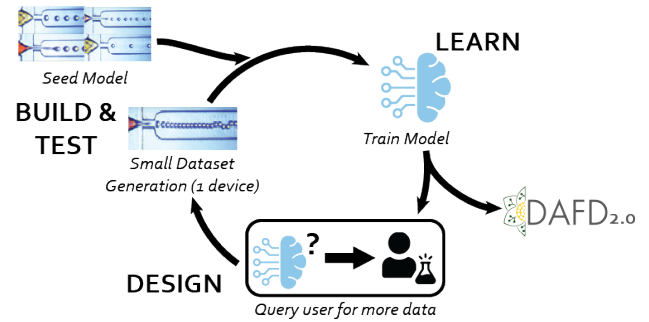 LEARN
Seed Model
BUILD &
TEST
Train Model
Small Dataset
Generation (1 device)
DAFD2.0
?
DESIGN
Query user for more data